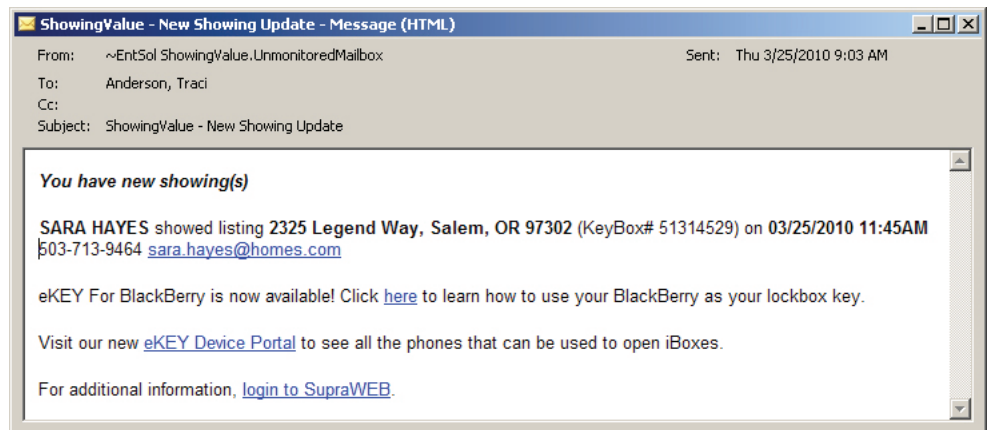 ShowingValue - New Showing Update - Message (HTML)
From: ~EntSol ShowingValue.UnmonitoredMailbox Sent: Thu 3/25/2010 9:03 AM
To: Anderson, Traci
Cc:
Subject: ShowingValue - New Showing Update
You have new showing(s)
SARA HAYES showed listing 2325 Legend Way, Salem, OR 97302 (KeyBox# 51314529) on 03/25/2010 11:45AM
503-713-9464 sara.hayes@homes.com
eKEY For BlackBerry is now available! Click here to learn how to use your BlackBerry as your lockbox key.
Visit our new eKEY Device Portal to see all the phones that can be used to open iBoxes.
For additional information, login to SupraWEB.